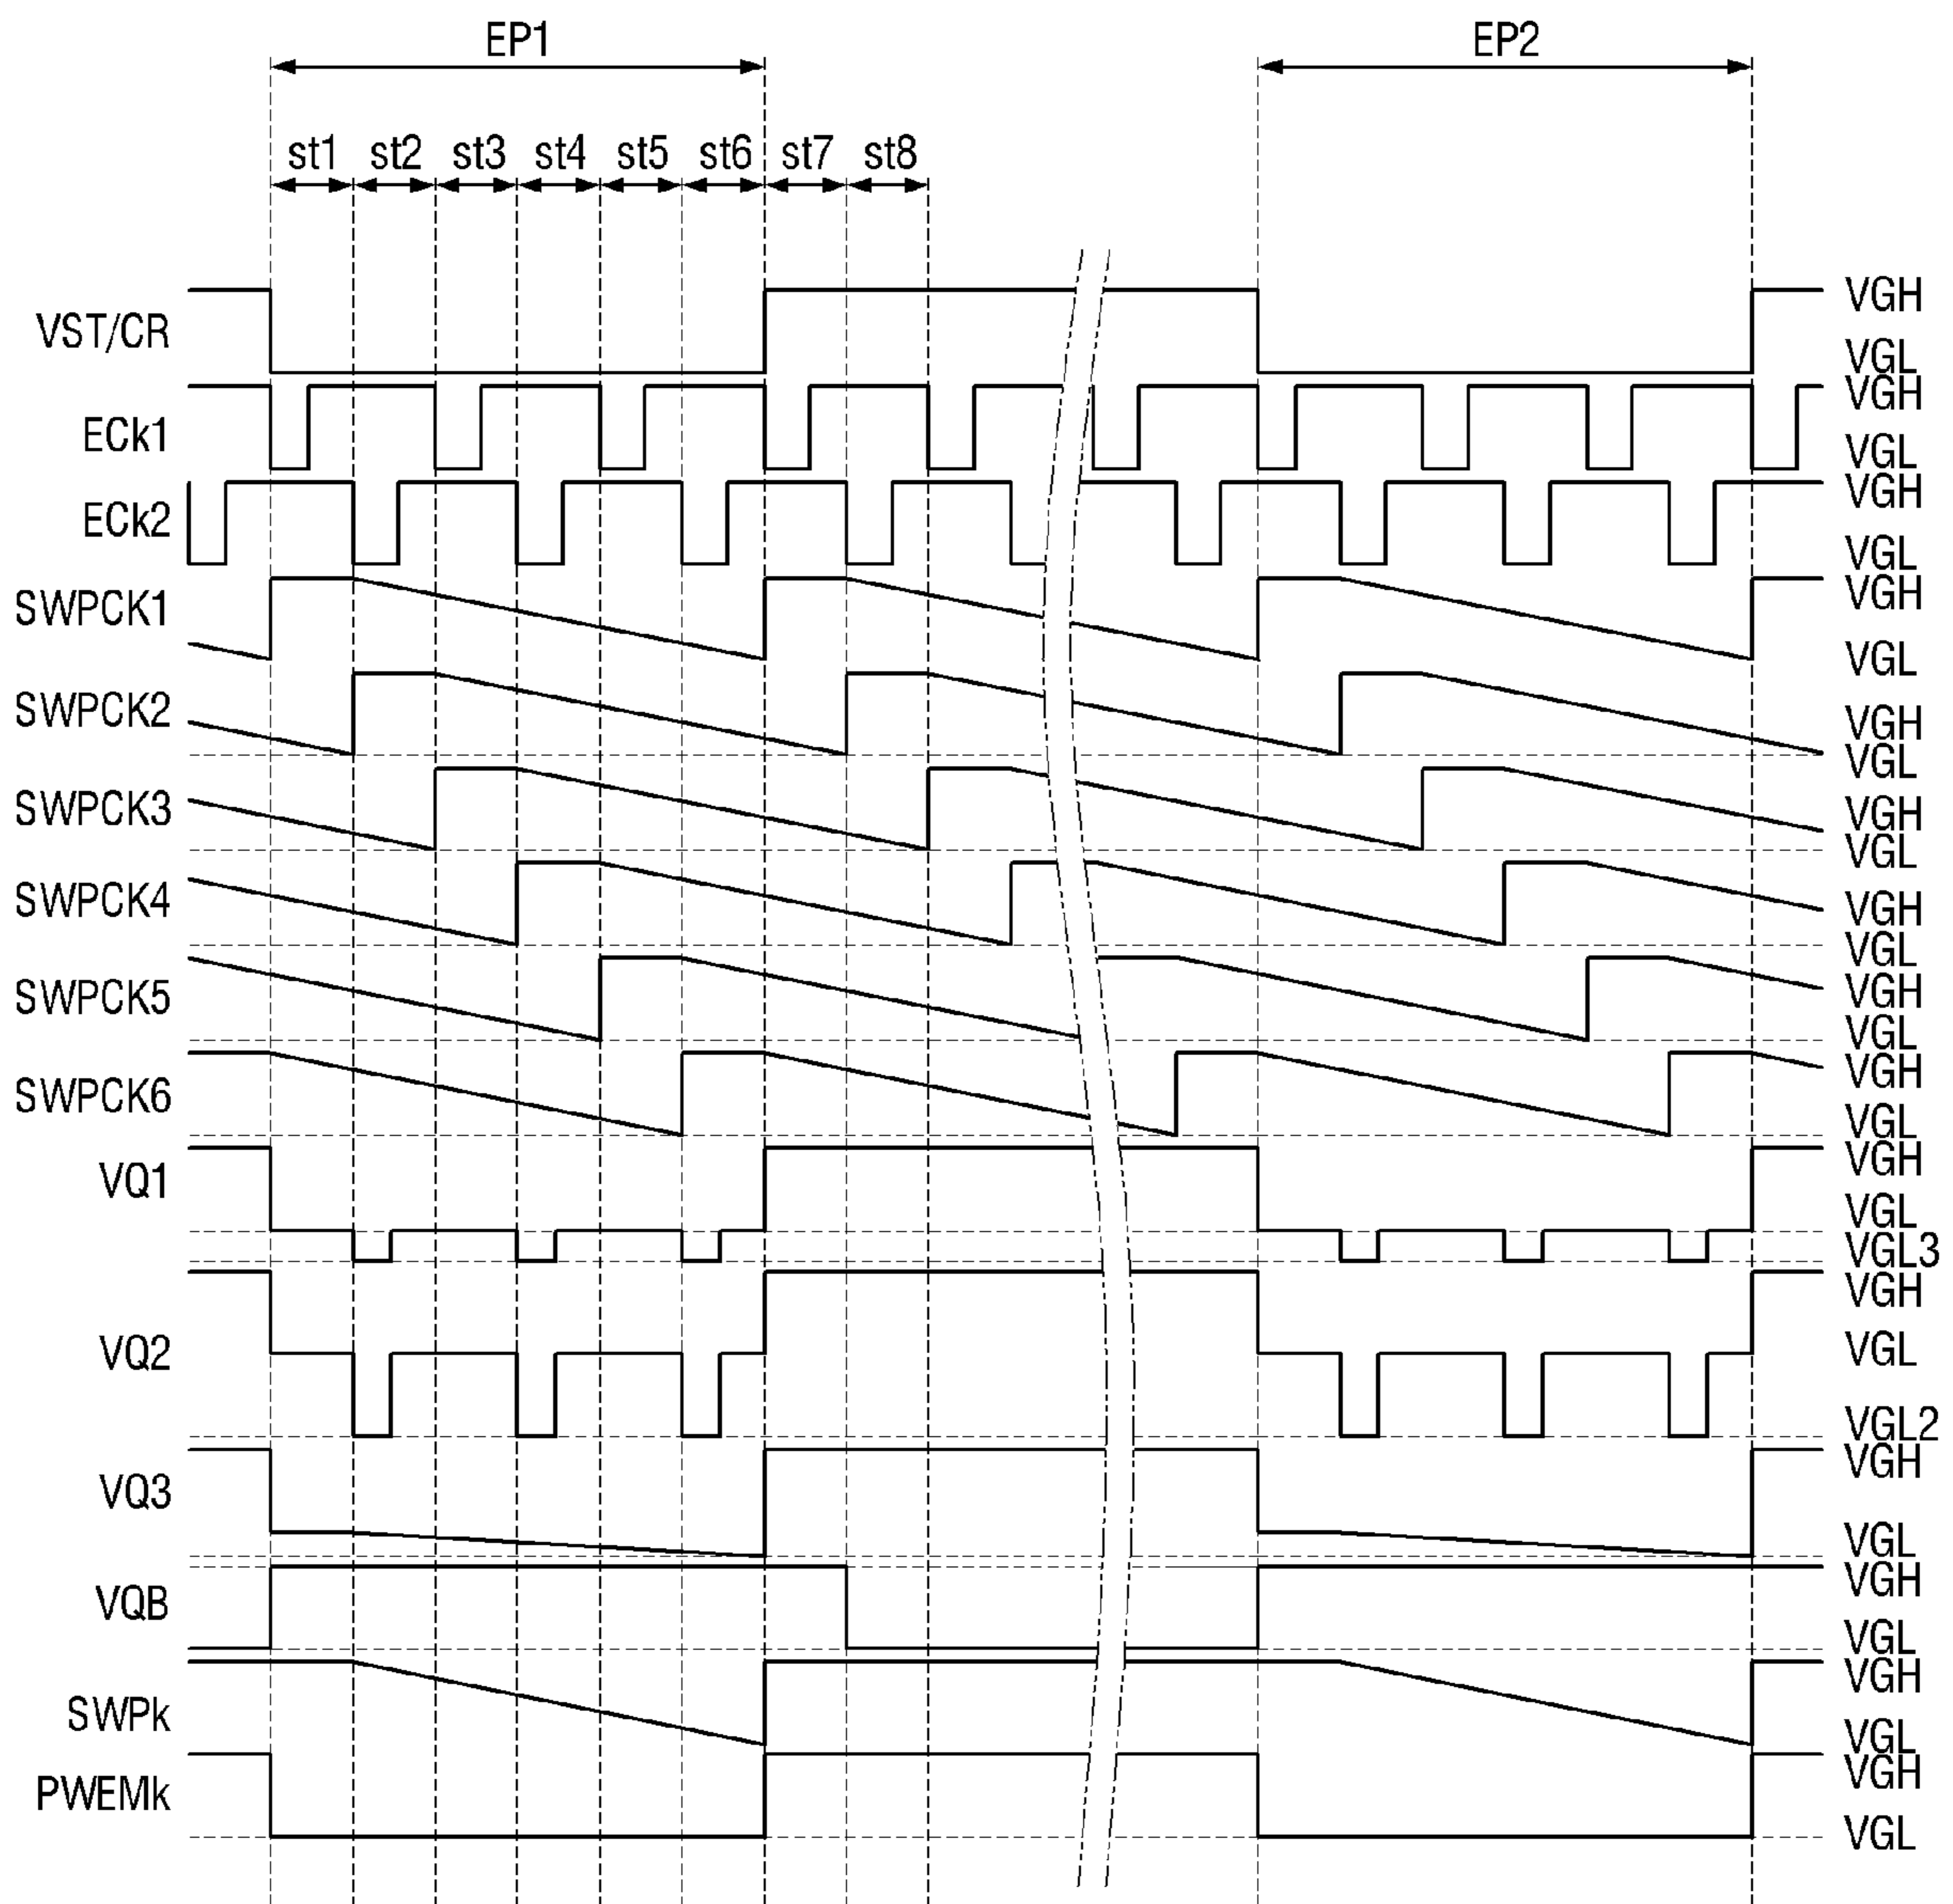 EP1 EP2
st1 st2 st3 st4 st5 st6 st7 st8
VST/CR VGH
VGL
ECk1 VGH
VGL
ECk2 VGH
VGL
SWPCK1 VGH
VGL
SWPCK2 VGH
VGL
SWPCK3 VGH
VGL
SWPCK4 VGH
VGL
SWPCK5 VGH
VGL
SWPCK6 VGH
VGL
VQ1 VGH
VGL
VGL3
VQ2 VGH
VGL
VGL2
VQ3 VGH
VGL
VQB VGH
VGL
SWPk VGH
VGL
PWEMk VGH
VGL